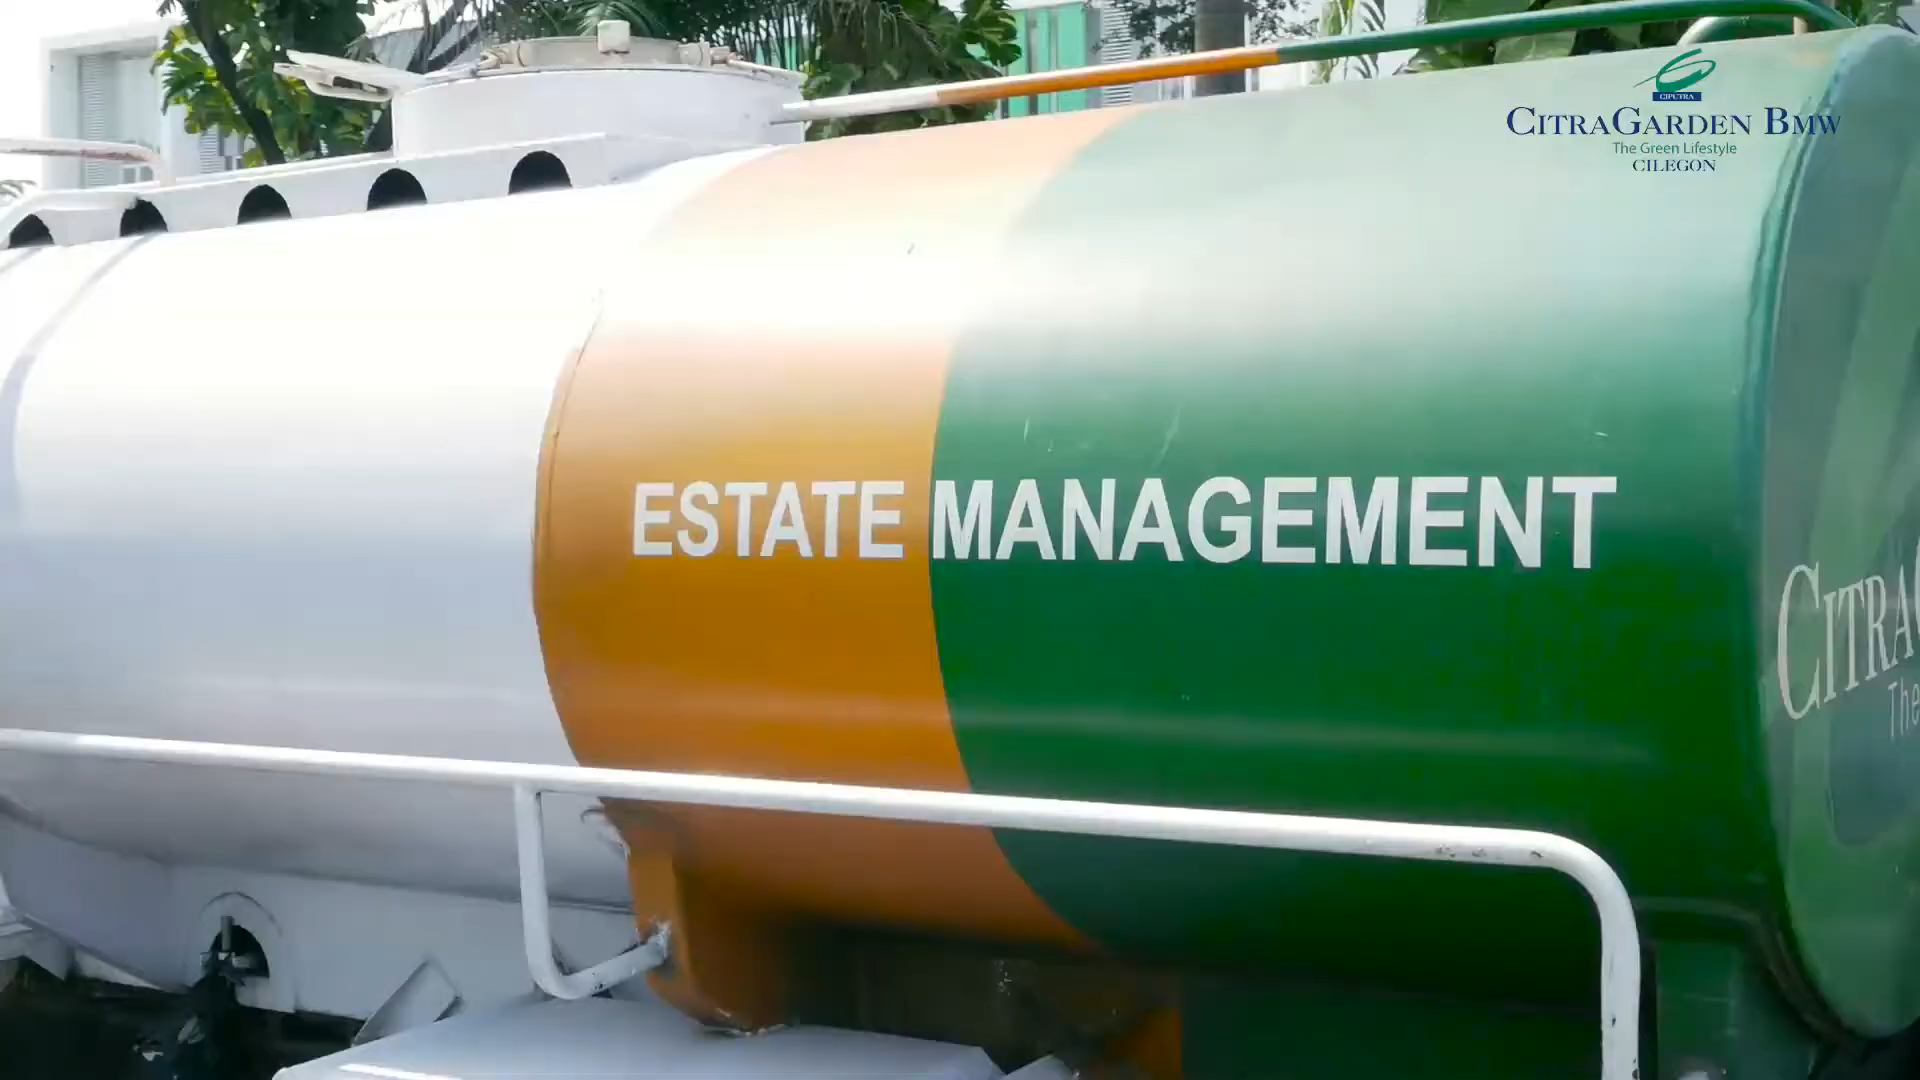 CIPUTRA
CITRAGARDEN BMW
The Green Lifestyle
CILEGON
ESTATE MANAGEMENT
CITRA
The